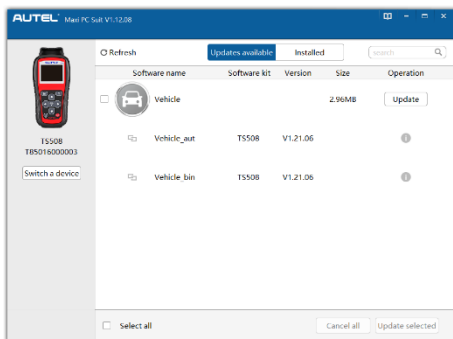 AUTEL Maxi PC Suit V1.12.08
Refresh
Updates available
Installed
search
Software name Software kit Version Size Operation
Vehicle 2.96MB Update
Vehicle_aut TS508 V1.21.06
Vehicle_bin TS508 V1.21.06
TS508
TB5016000003
Switch a device
Select all
Cancel all
Update selected